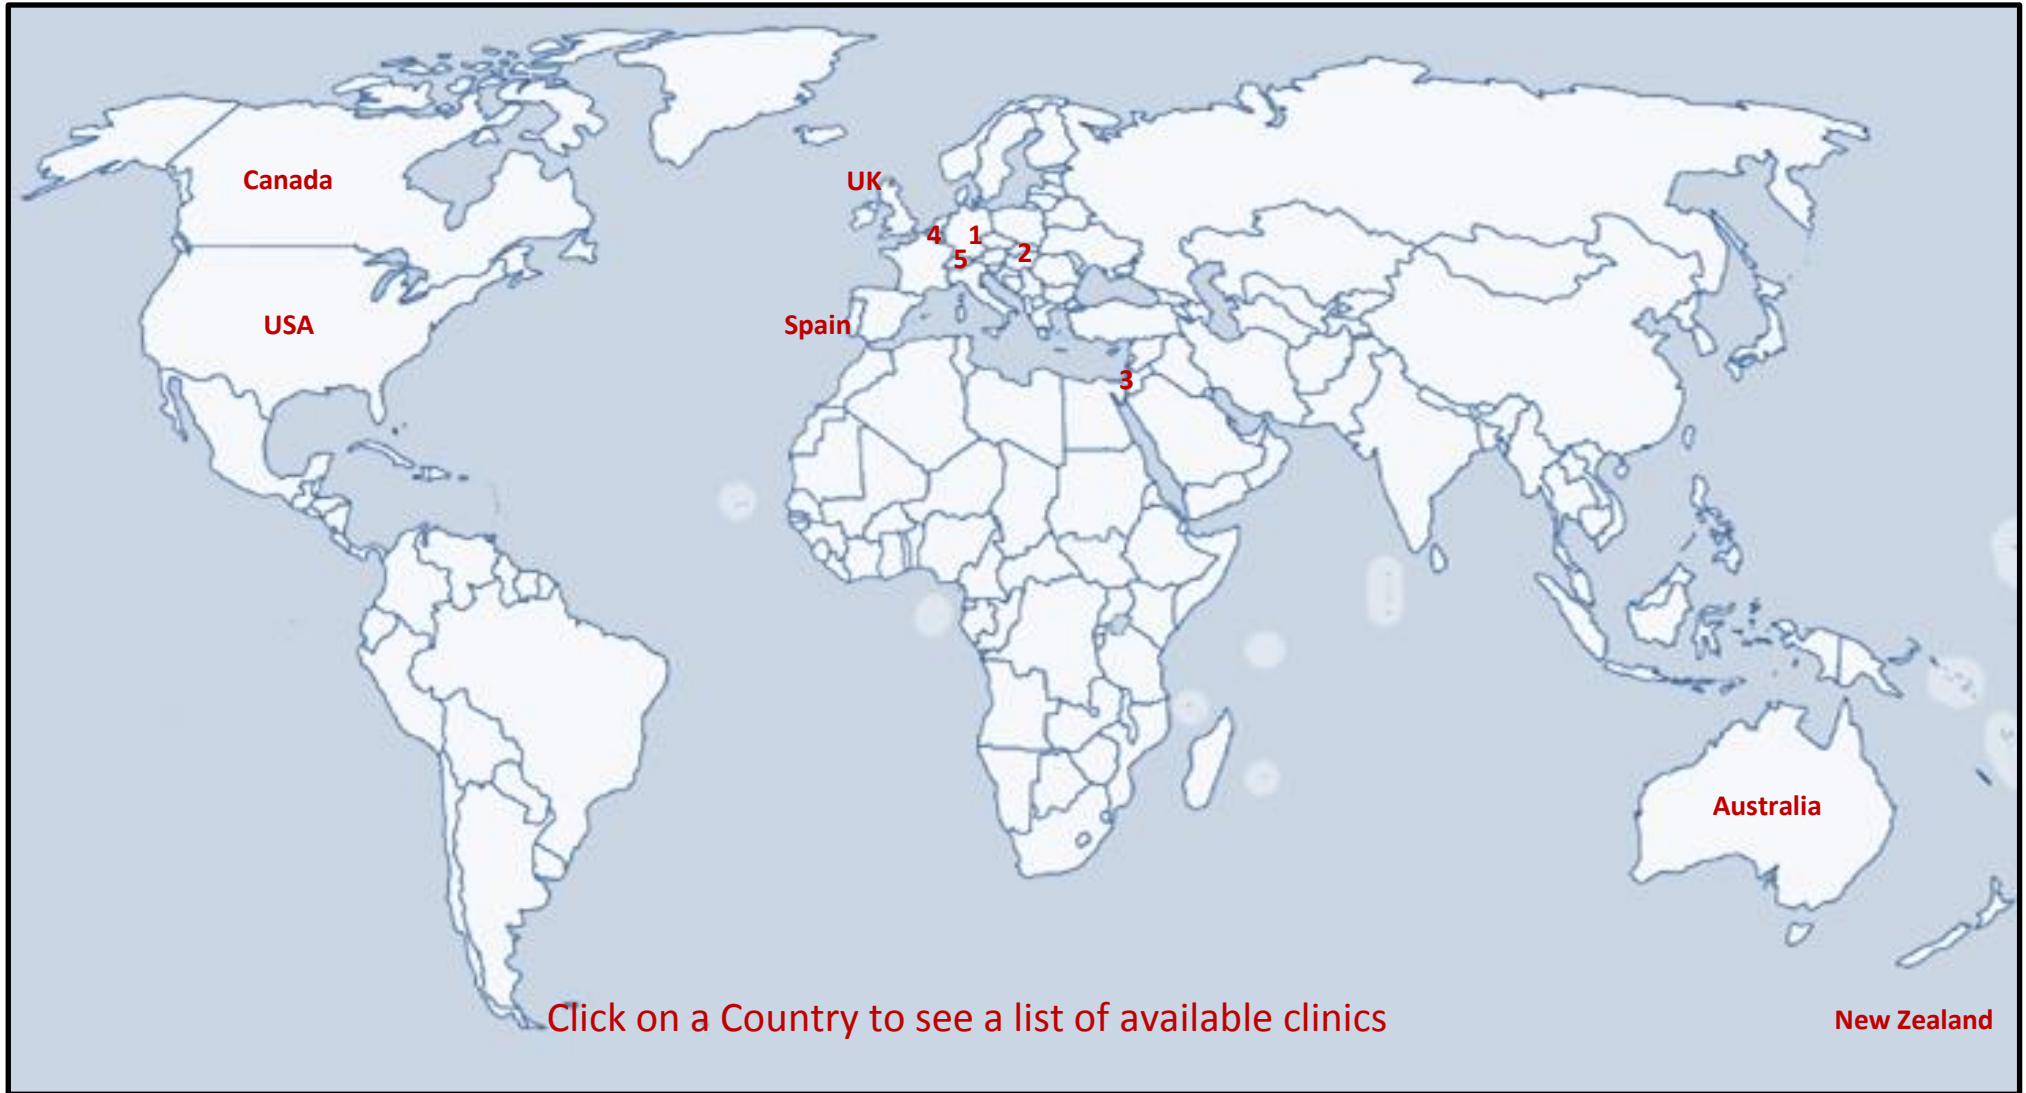 Canada
UK
4
1
2
5
USA
Spain
3
Australia
Click on a Country to see a list of available clinics
New Zealand